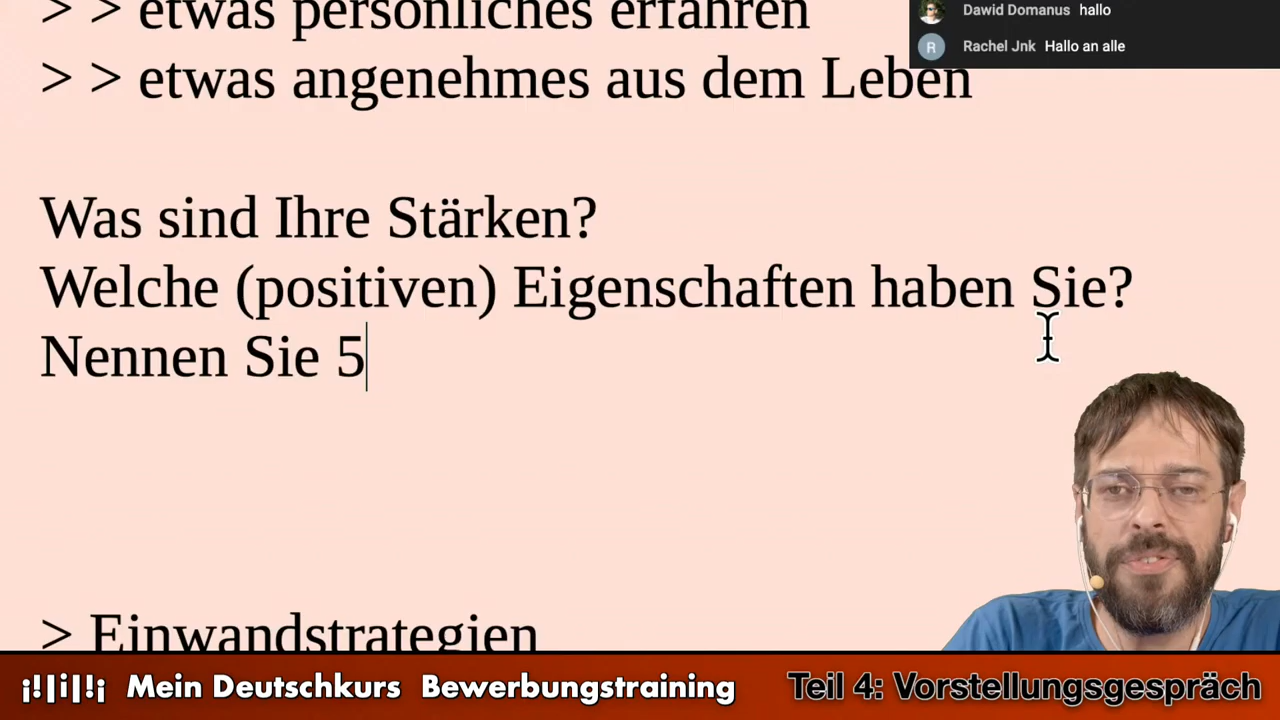 > > etwas persönliches erfahren
Dawid Domanus hallo
R Rachel Jnk Hallo an alle
> > etwas angenehmes aus dem Leben
Was sind Ihre Stärken?
Welche (positiven) Eigenschaften haben Sie?
Nennen Sie 5
> Einwandstrategien
¡!|i|!¡ Mein Deutschkurs Bewerbungstraining Teil 4: Vorstellungsgespräch